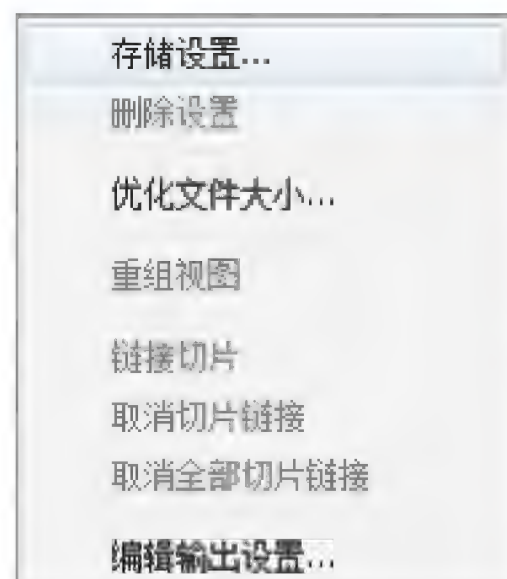 存储设置...
删除设置
优化文件大小...
重组视图
链接切片
取消切片链接
取消全部切片链接
编辑输出设置...